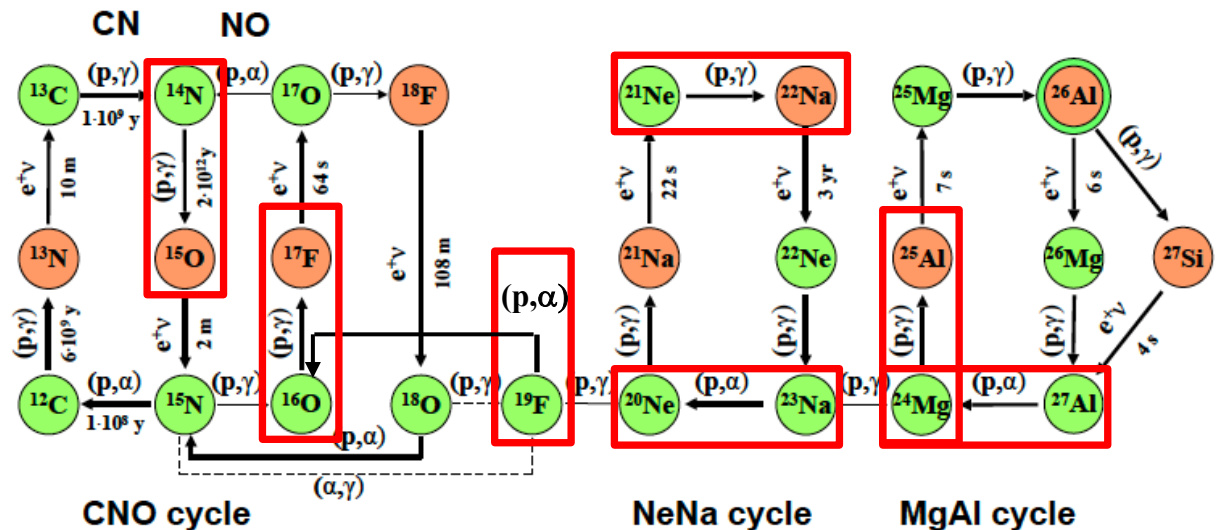 CN NO
(p,γ) (p,α) (p,γ) (p,γ) (p,γ)
¹³C ¹⁴N ¹⁷O ¹⁸F ²¹Ne ²²Na ²⁵Mg ²⁶Al
1·10⁹ y
e⁺ν 10 m
(p,γ) 2·10¹² y
e⁺ν 64 s
e⁺ν 108 m
e⁺ν 22 s
e⁺ν 3 yr
e⁺ν 7 s
e⁺ν 6 s
(p,γ)
¹³N ¹⁵O ¹⁷F (p,α) ²¹Na ²²Ne ²⁵Al ²⁶Mg ²⁷Si
(p,γ) 6·10⁹ y
e⁺ν 2 m
(p,γ)
(p,γ)
(p,γ)
(p,γ)
(p,γ)
e⁺ν 4 s
(p,α) (p,γ) (p,γ) (p,γ) (p,α) (p,γ) (p,α)
¹²C ¹⁵N ¹⁶O ¹⁸O ¹⁹F ²⁰Ne ²³Na ²⁴Mg ²⁷Al
1·10⁸ y
(p,α)
(α,γ)
CNO cycle NeNa cycle MgAl cycle